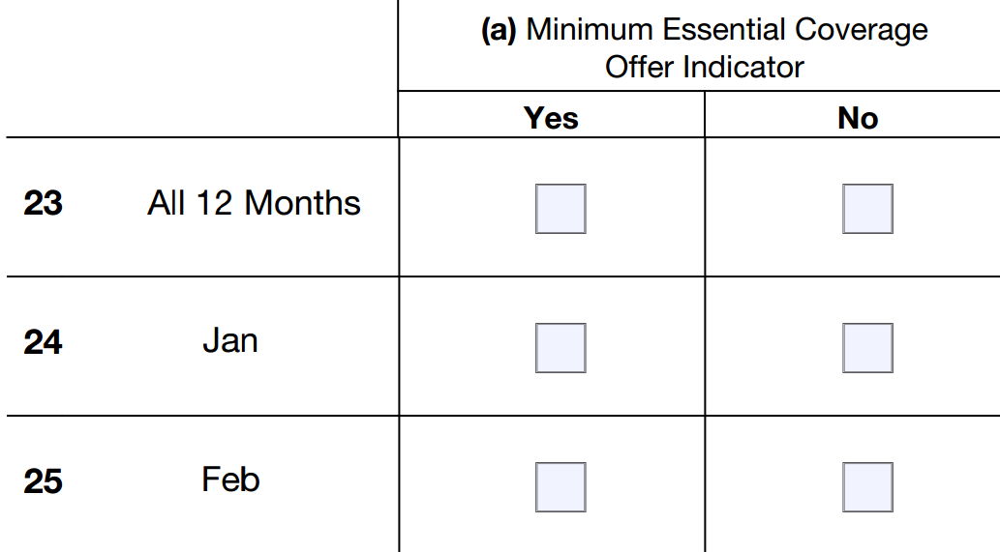 (a) Minimum Essential Coverage
Offer Indicator
Yes No
23 All 12 Months
24 Jan
25 Feb